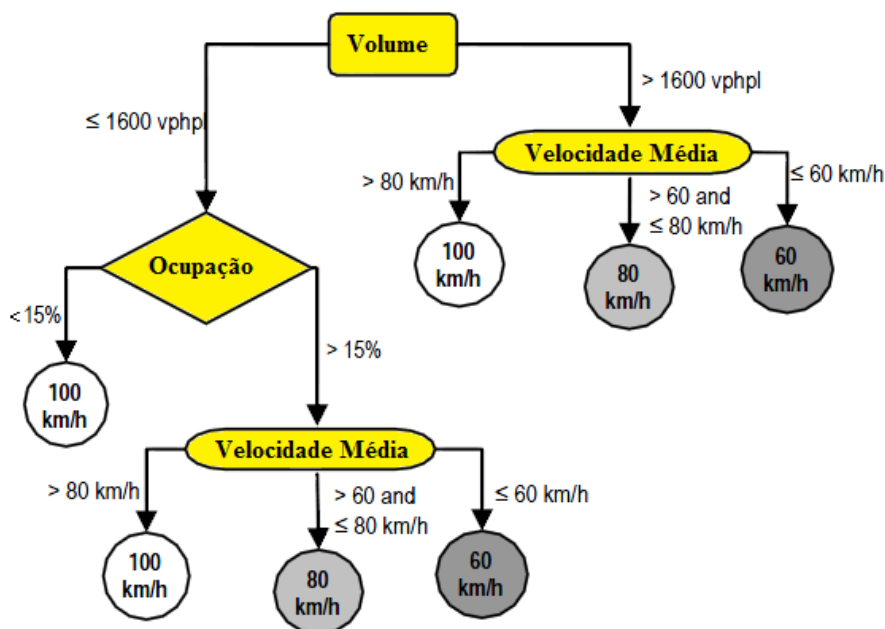 Volume
> 1600 vphpl
≤ 1600 vphpl
Velocidade Média
> 80 km/h
> 60 and
≤ 80 km/h
≤ 60 km/h
100
km/h
80
km/h
60
km/h
Ocupação
<15%
> 15%
100
km/h
Velocidade Média
> 80 km/h
> 60 and
≤ 80 km/h
≤ 60 km/h
100
km/h
80
km/h
60
km/h